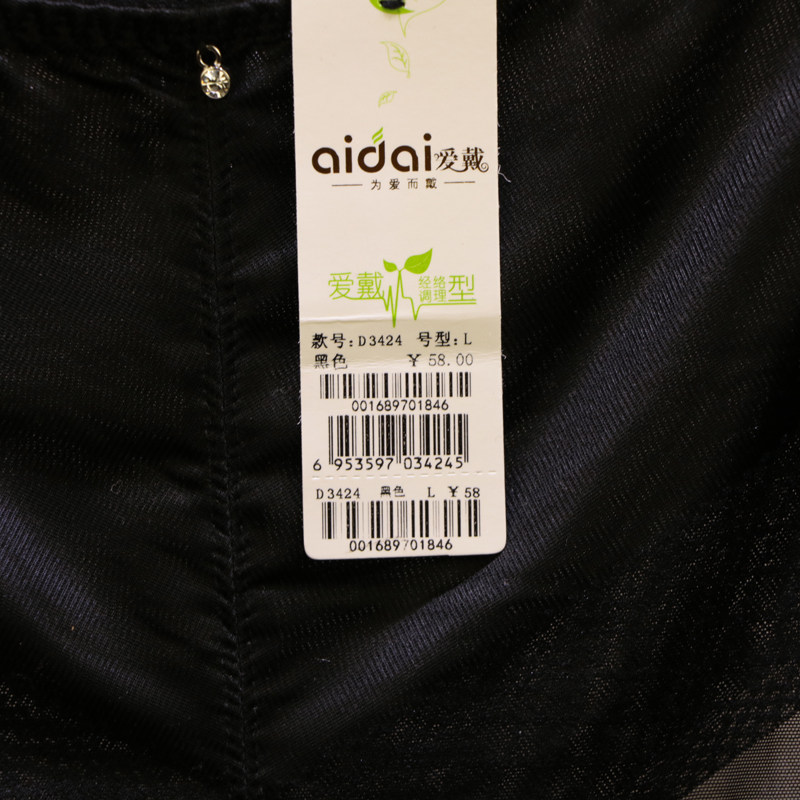 aidai爱戴
为爱而戴
爱戴 经络调理型
款号:D3424 号型:L
黑色 ¥58.00
001689701846
6 953597 034245
D3424 黑色 L ¥58
001689701846